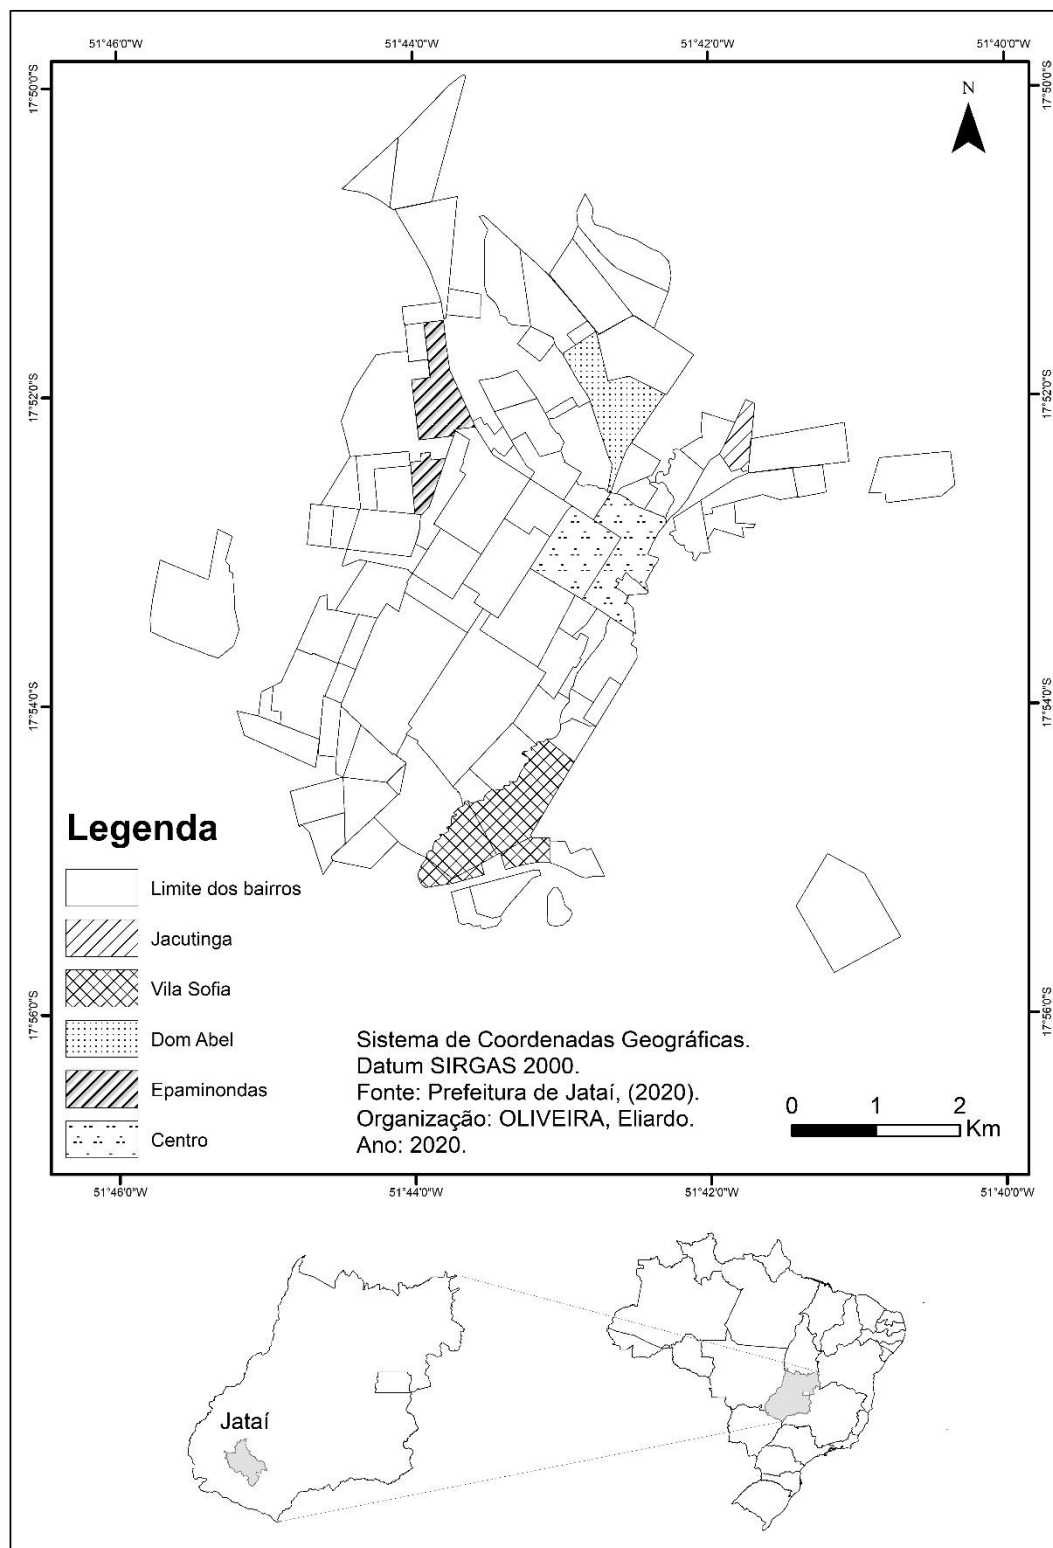 51°46'0"W 51°44'0"W 51°42'0"W 51°40'0"W
17°50'0"S 17°50'0"S
N
17°52'0"S 17°52'0"S
17°54'0"S 17°54'0"S
Legenda
Limite dos bairros
Jacutinga
Vila Sofia
17°56'0"S 17°56'0"S
Dom Abel
Epaminondas
Centro
Sistema de Coordenadas Geográficas.
Datum SIRGAS 2000.
Fonte: Prefeitura de Jataí, (2020).
Organização: OLIVEIRA, Eliardo.
Ano: 2020.
0 1 2
Km
51°46'0"W 51°44'0"W 51°42'0"W 51°40'0"W
Jataí